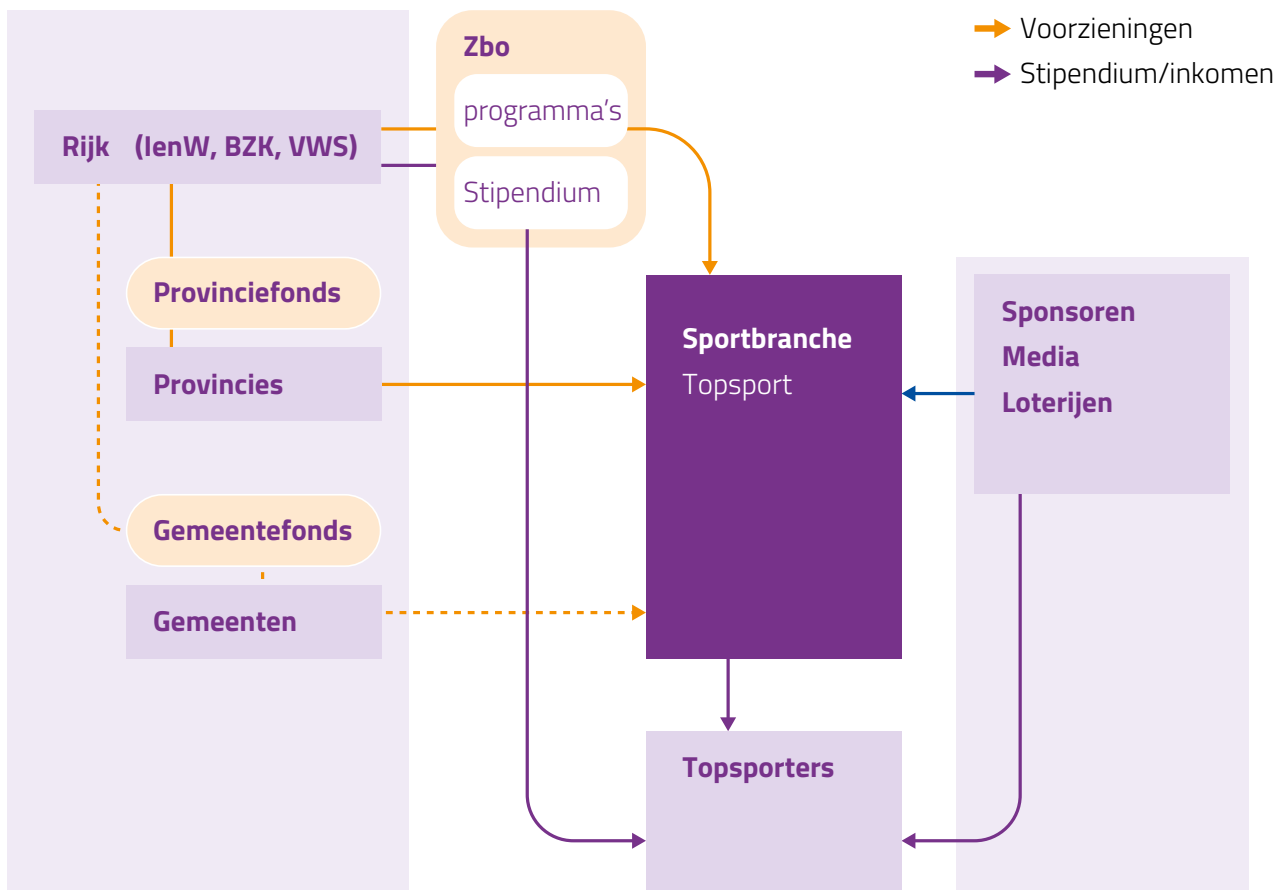 Zbo
programma's
Stipendium
Voorzieningen
Stipendium/inkomen
Rijk (IenW, BZK, VWS)
Provinciefonds
Provincies
Gemeentefonds
Gemeenten
Sportbranche
Topsport
Topsporters
Sponsoren
Media
Loterijen